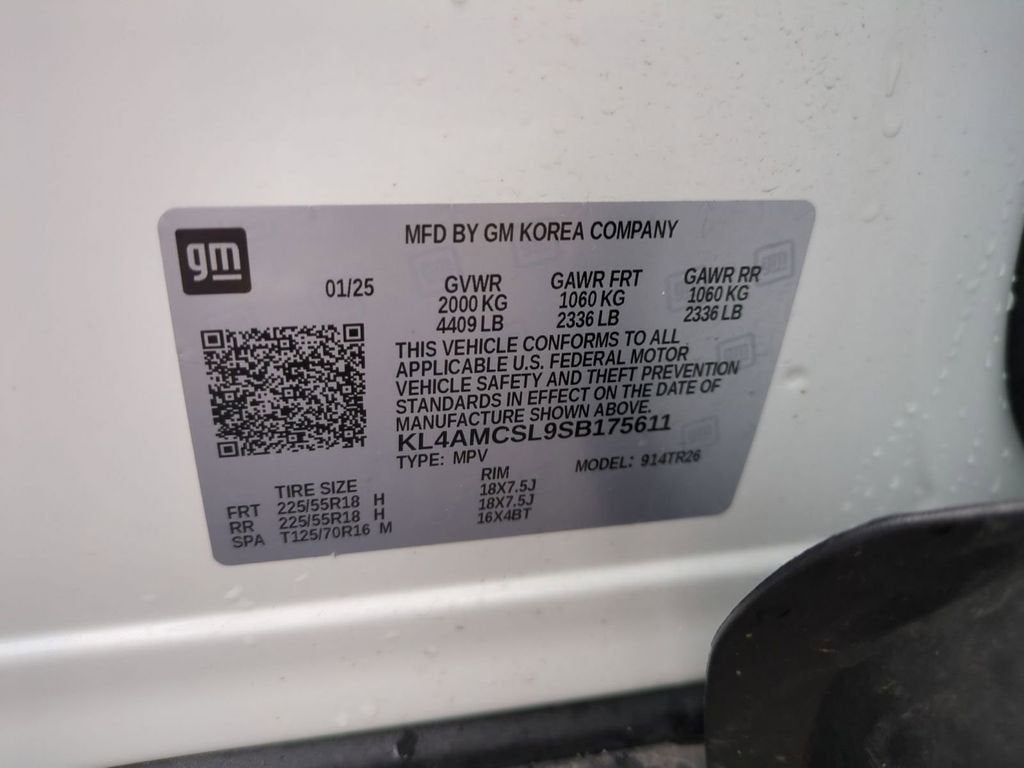 gm
MFD BY GM KOREA COMPANY
01/25
GVWR GAWR FRT GAWR RR
2000 KG 1060 KG 1060 KG
4409 LB 2336 LB 2336 LB
THIS VEHICLE CONFORMS TO ALL
APPLICABLE U.S. FEDERAL MOTOR
VEHICLE SAFETY AND THEFT PREVENTION
STANDARDS IN EFFECT ON THE DATE OF
MANUFACTURE SHOWN ABOVE.
KL4AMCSL9SB175611
TYPE: MPV MODEL: 914TR26
TIRE SIZE RIM
FRT 225/55R18 H 18X7.5J
RR 225/55R18 H 18X7.5J
SPA T125/70R16 M 16X4BT